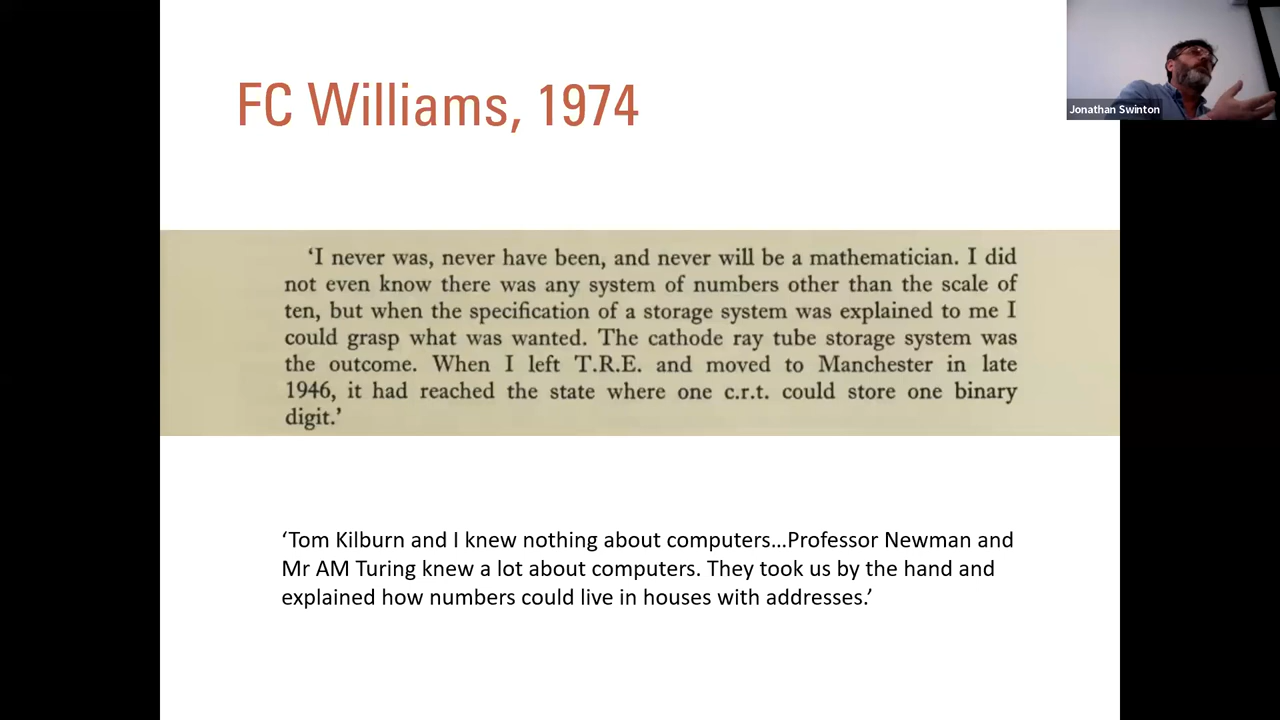 FC Williams, 1974
Jonathan Swinton
‘I never was, never have been, and never will be a mathematician. I did
not even know there was any system of numbers other than the scale of
ten, but when the specification of a storage system was explained to me I
could grasp what was wanted. The cathode ray tube storage system was
the outcome. When I left T.R.E. and moved to Manchester in late
1946, it had reached the state where one c.r.t. could store one binary
digit.’
‘Tom Kilburn and I knew nothing about computers…Professor Newman and
Mr AM Turing knew a lot about computers. They took us by the hand and
explained how numbers could live in houses with addresses.’